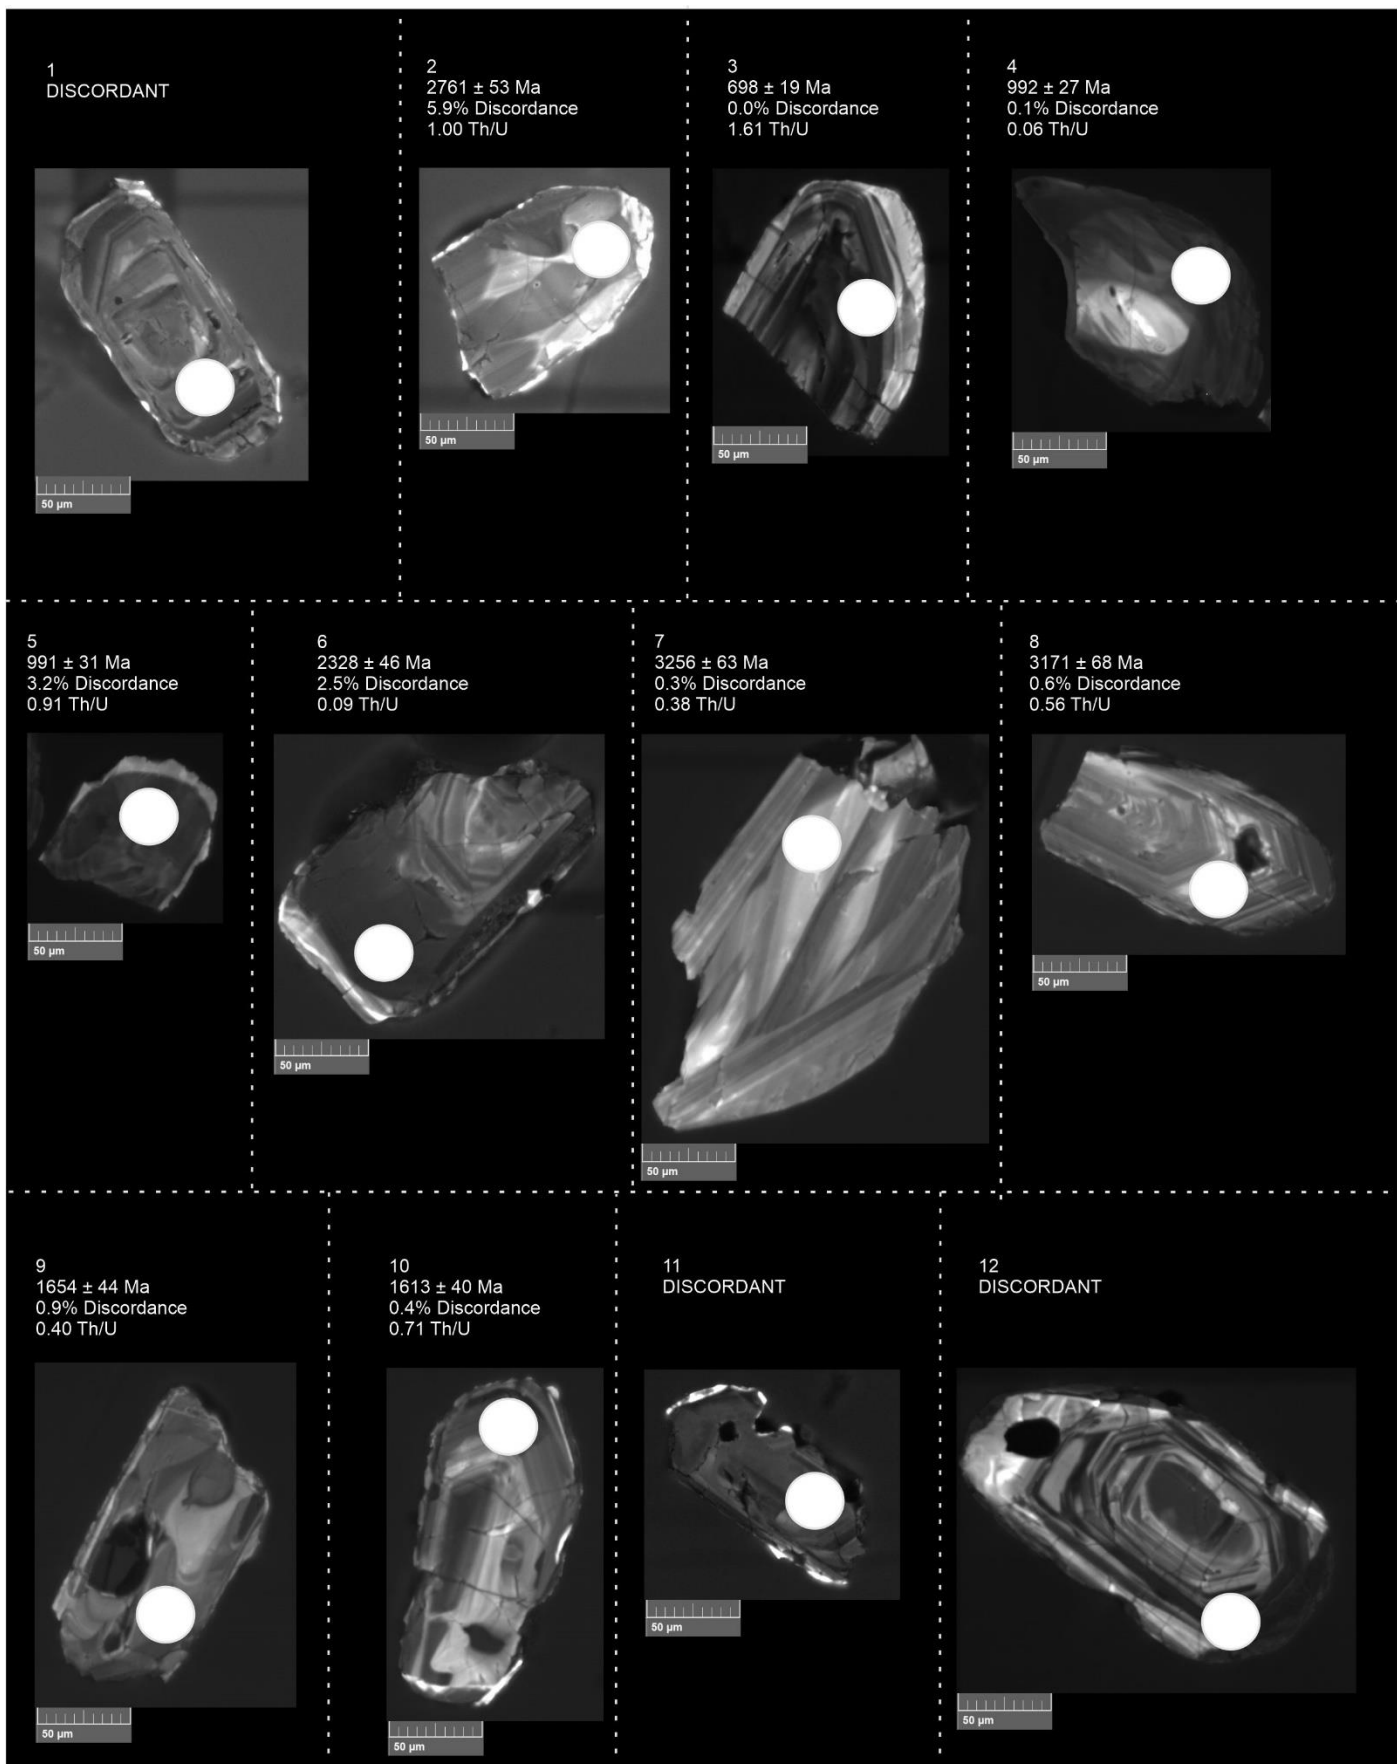 1
DISCORDANT
2
2761 ± 53 Ma
5.9% Discordance
1.00 Th/U
3
698 ± 19 Ma
0.0% Discordance
1.61 Th/U
4
992 ± 27 Ma
0.1% Discordance
0.06 Th/U
50 µm
50 µm
50 µm
50 µm
5
991 ± 31 Ma
3.2% Discordance
0.91 Th/U
6
2328 ± 46 Ma
2.5% Discordance
0.09 Th/U
7
3256 ± 63 Ma
0.3% Discordance
0.38 Th/U
8
3171 ± 68 Ma
0.6% Discordance
0.56 Th/U
50 µm
50 µm
50 µm
50 µm
9
1654 ± 44 Ma
0.9% Discordance
0.40 Th/U
10
1613 ± 40 Ma
0.4% Discordance
0.71 Th/U
11
DISCORDANT
12
DISCORDANT
50 µm
50 µm
50 µm
50 µm